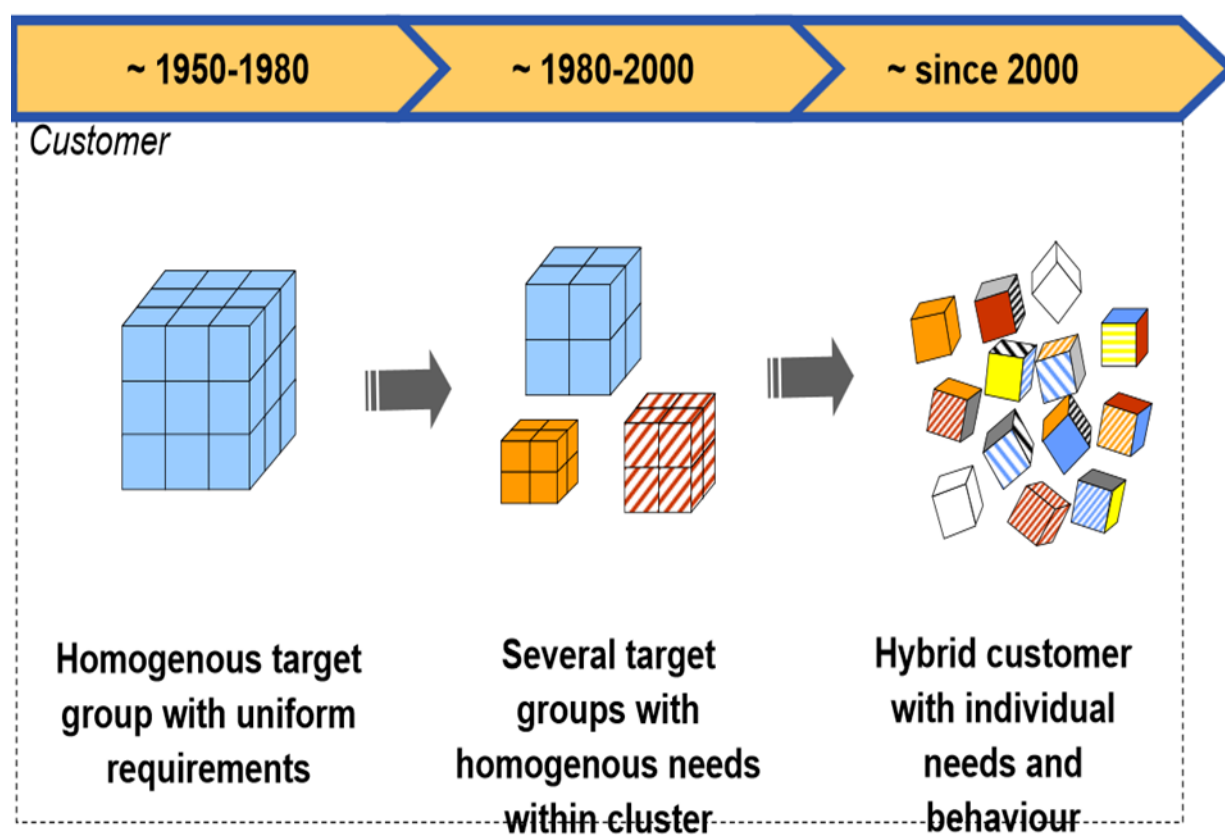 ~ 1950-1980
~ 1980-2000
~ since 2000
Customer
Homogenous target
group with uniform
requirements
Several target
groups with
homogenous needs
within cluster
Hybrid customer
with individual
needs and
behaviour